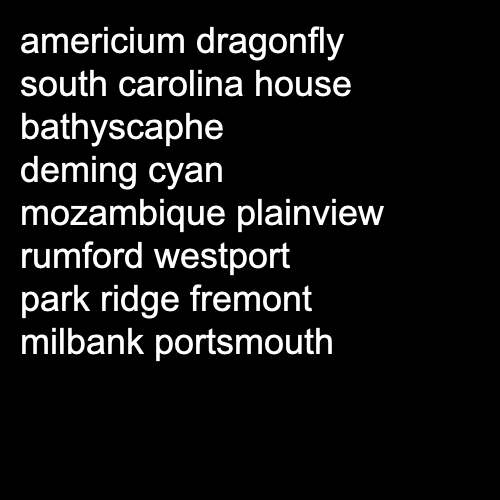 americium dragonfly
south carolina house
bathyscaphe
deming cyan
mozambique plainview
rumford westport
park ridge fremont
milbank portsmouth